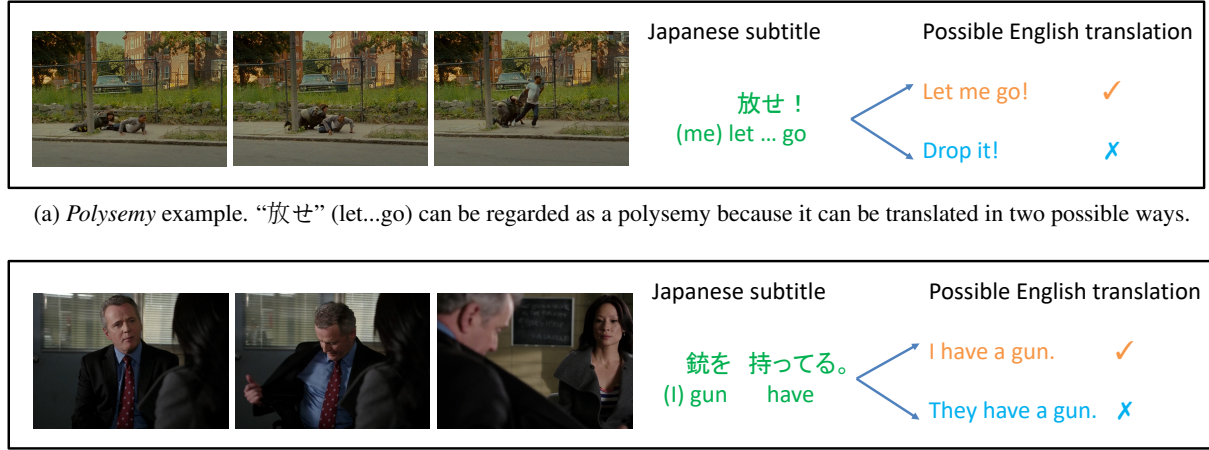 Japanese subtitle Possible English translation
放せ！ Let me go! ✓
(me) let ... go Drop it! ✗
(a) Polysemy example. “放せ” (let...go) can be regarded as a polysemy because it can be translated in two possible ways.
Japanese subtitle Possible English translation
銃を 持ってる。 I have a gun. ✓
(I) gun have They have a gun. ✗